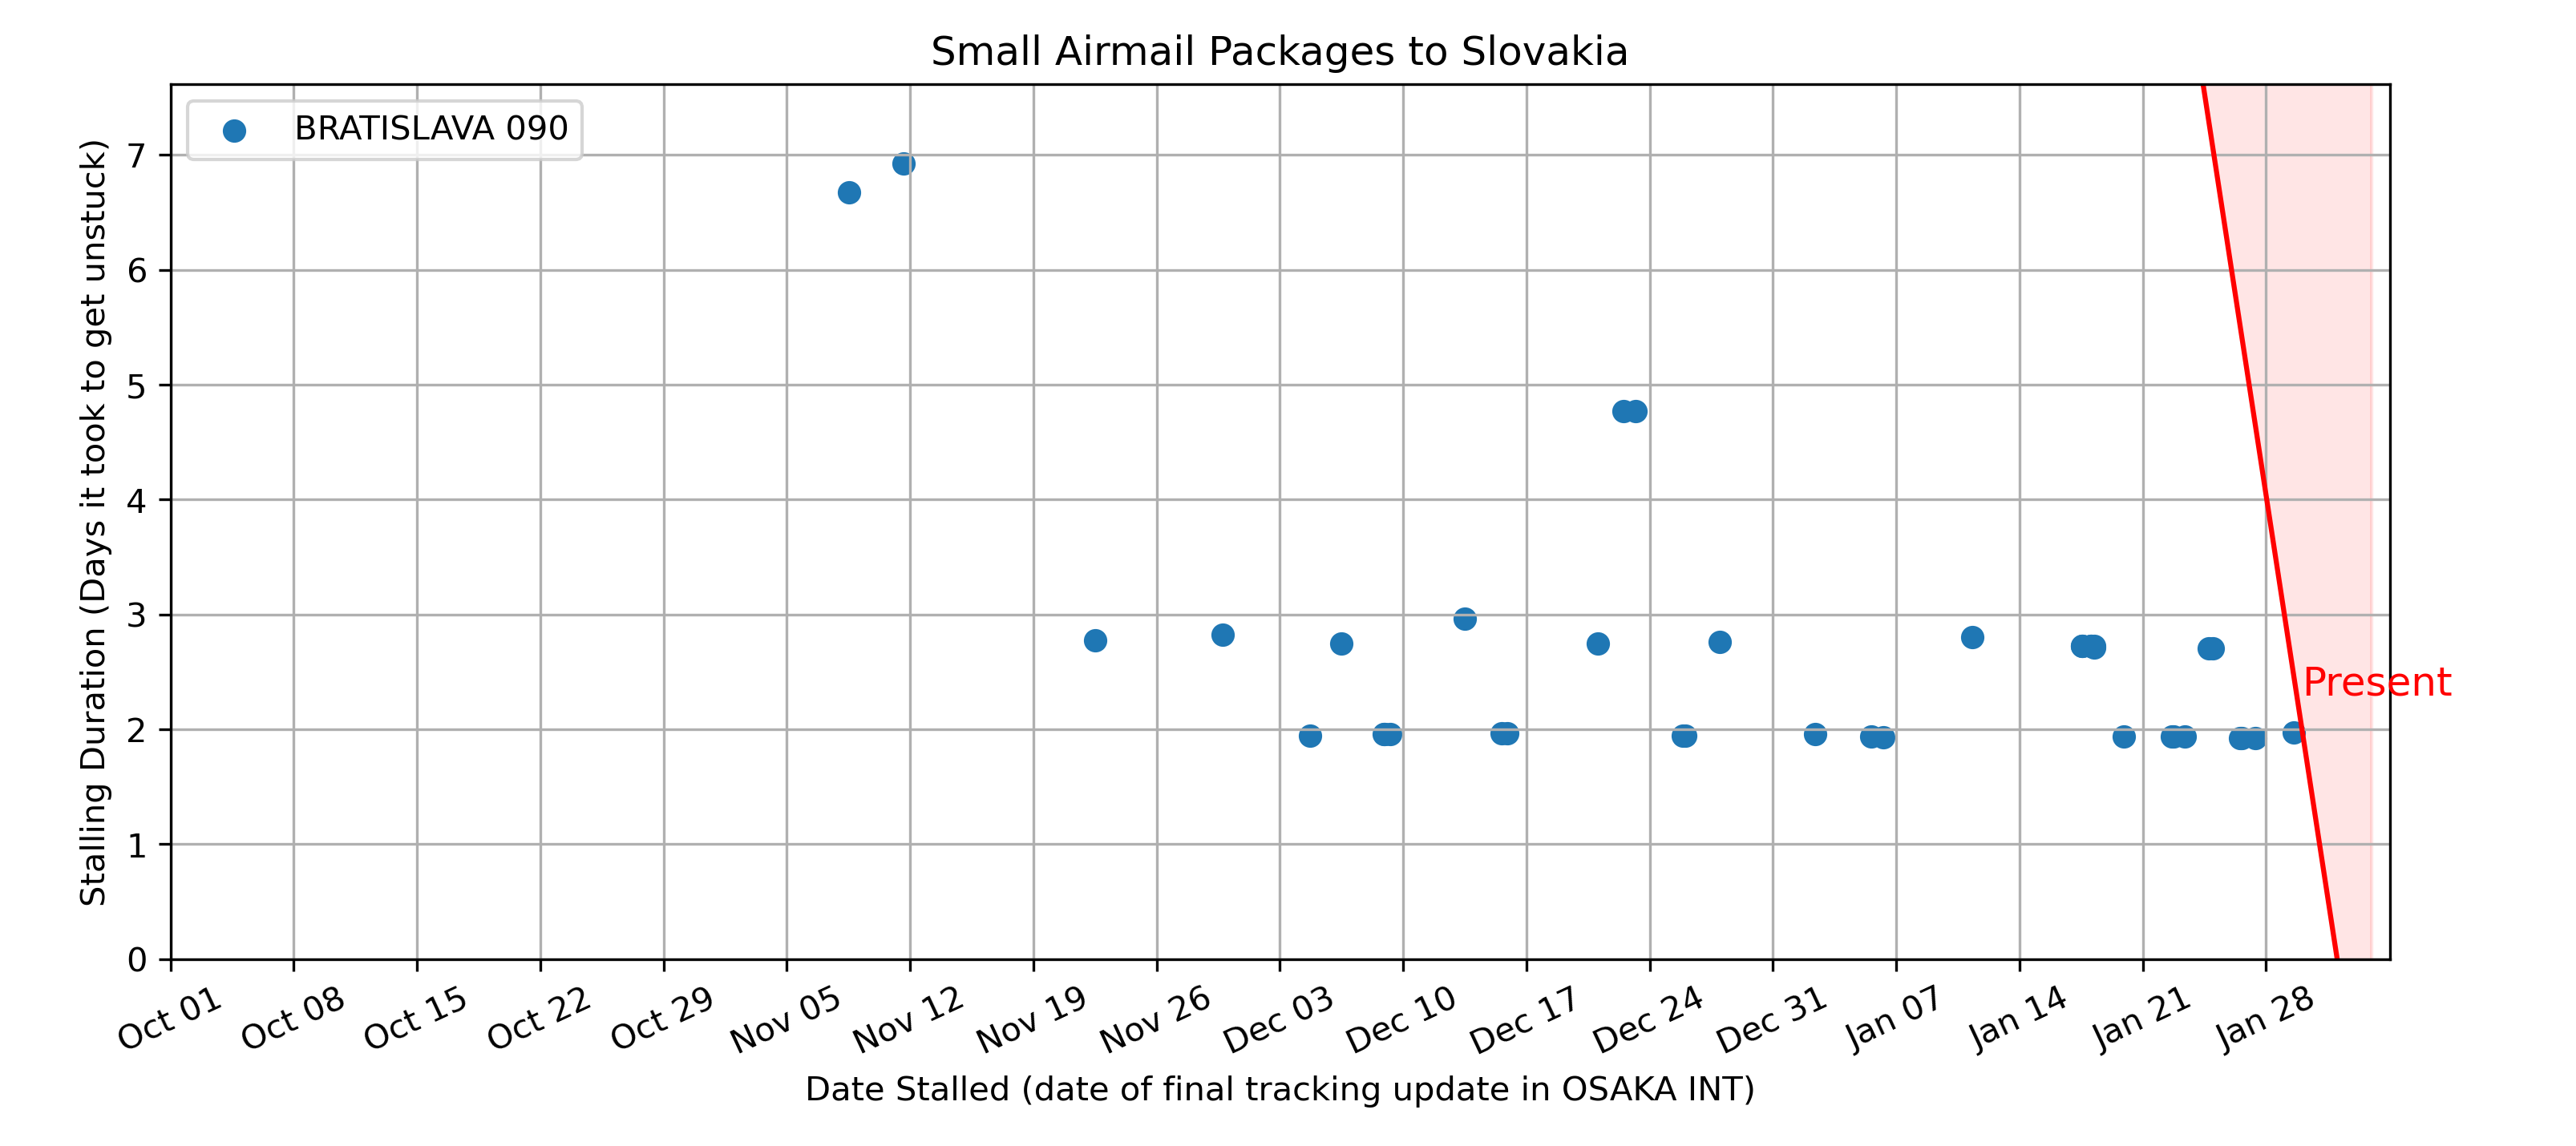 Small Airmail Packages to Slovakia
BRATISLAVA 090
Stalling Duration (Days it took to get unstuck)
7
6
5
4
3
2
1
0
Present
Oct 01 Oct 08 Oct 15 Oct 22 Oct 29 Nov 05 Nov 12 Nov 19 Nov 26 Dec 03 Dec 10 Dec 17 Dec 24 Dec 31 Jan 07 Jan 14 Jan 21 Jan 28
Date Stalled (date of final tracking update in OSAKA INT)